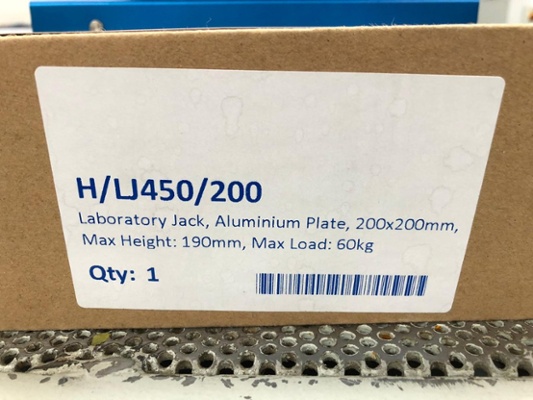 H/LJ450/200
Laboratory Jack, Aluminium Plate, 200x200mm,
Max Height: 190mm, Max Load: 60kg
Qty: 1